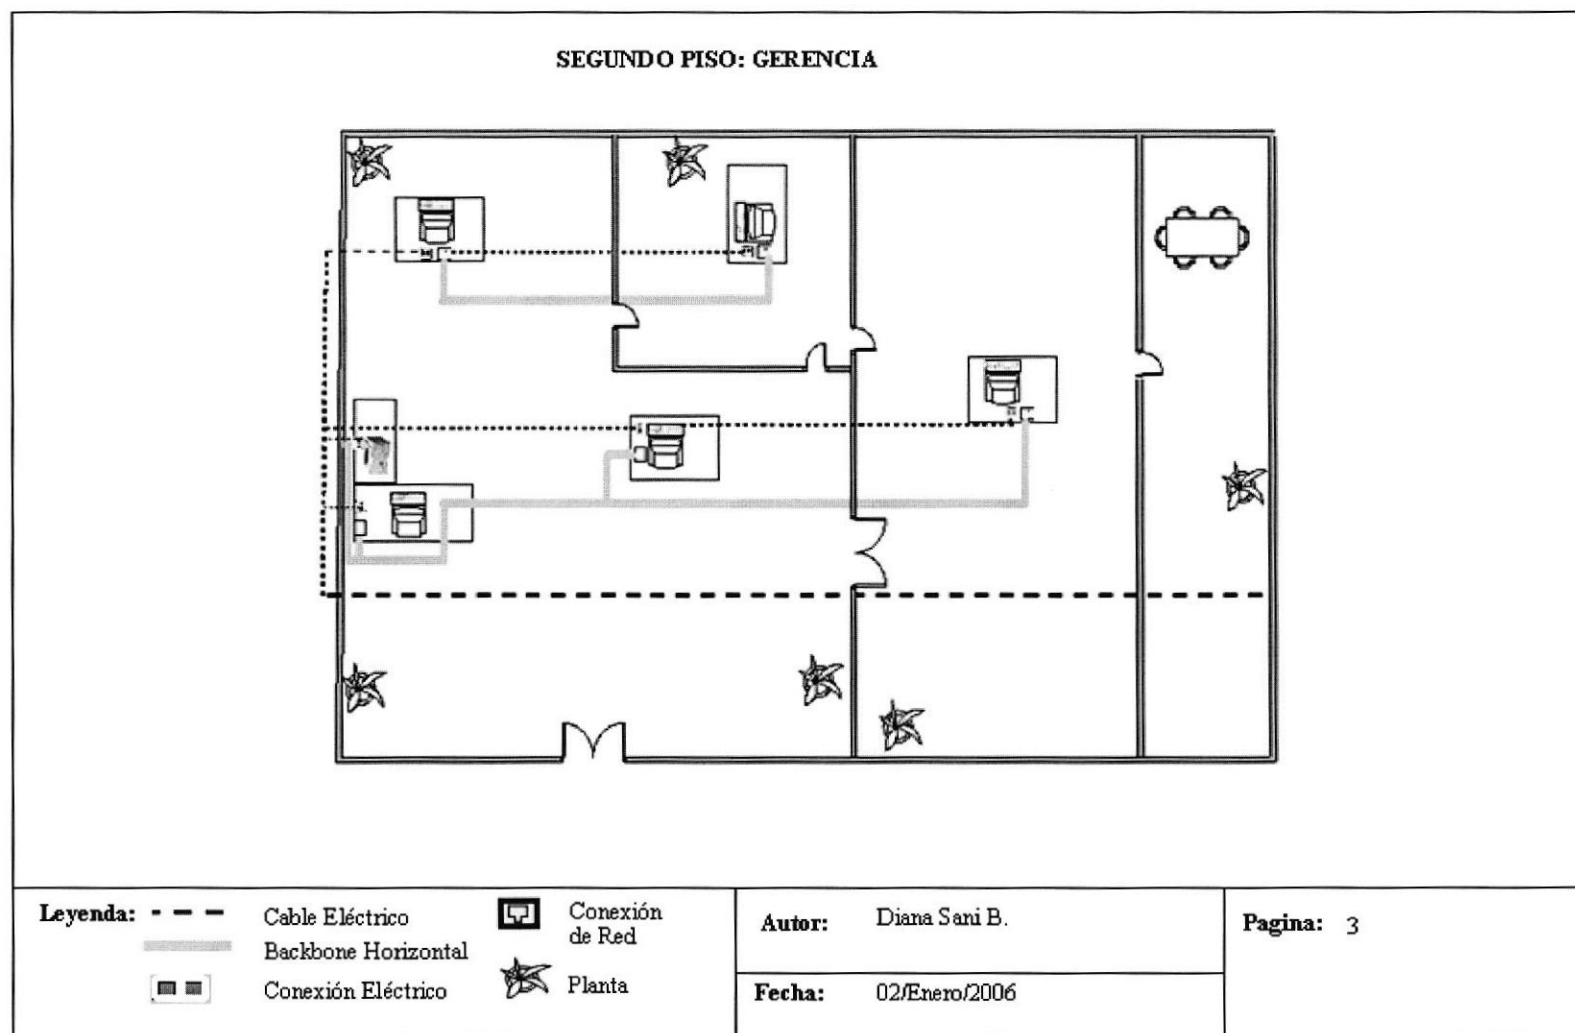 SEGUNDO PISO: GERENCIA
Leyenda:
Cable Eléctrico
Backbone Horizontal
Conexión Eléctrico
Conexión
de Red
Planta
Autor: Diana Sani B.
Fecha: 02/Enero/2006
Pagina: 3